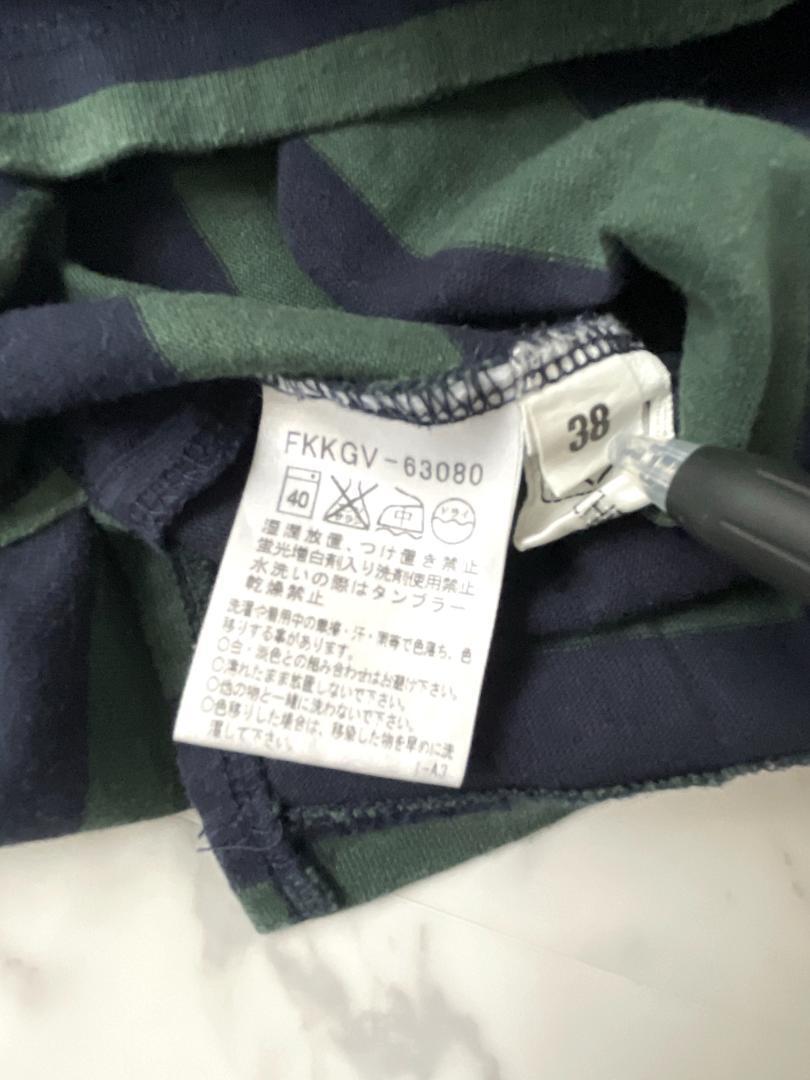 FKKGV-63080
40 中 ドライ
湿潤放置、つけ置き禁止
蛍光増白剤入り洗剤使用禁止
水洗いの際はタンブラー
乾燥禁止
洗濯や着用中の摩擦・汗・雨等で色落ち、色
移りする事があります。
○白・淡色との組み合わせはお避け下さい。
○濡れたまま放置しないで下さい。
○他の物と一緒に洗わないで下さい。
○色移りした場合は、移染した物を早めに洗
濯して下さい。
1-A3
38